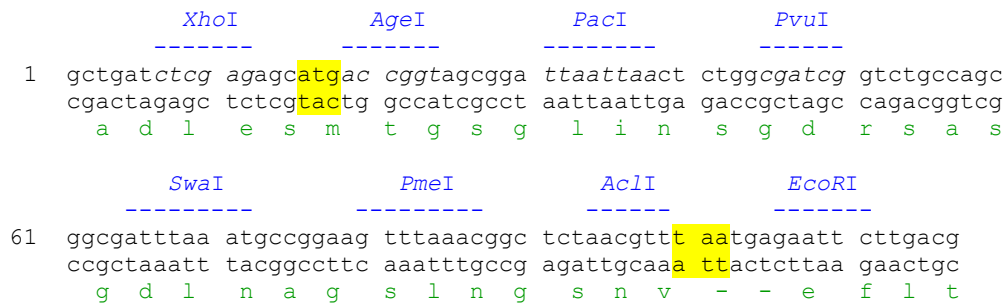 XhoI AgeI PacI PvuI
------- ------- -------- ------
1 gctgatctcg agagcatgac cggtagcgga ttaattaact ctggcgatcg gtctgccagc
cgactagagc tctcgtactg gccatcgcct aattaattga gaccgctagc cagacggtcg
a d l e s m t g s g l i n s g d r s a s
SwaI PmeI AclI EcoRI
--------- --------- ------ -------
61 ggcgatttaa atgccggaag tttaaacggc tctaacgttt aatgagaatt cttgacg
ccgctaaatt tacggccttc aaatttgccg agattgcaaa ttactcttaa gaactgc
g d l n a g s l n g s n v - - e f l t